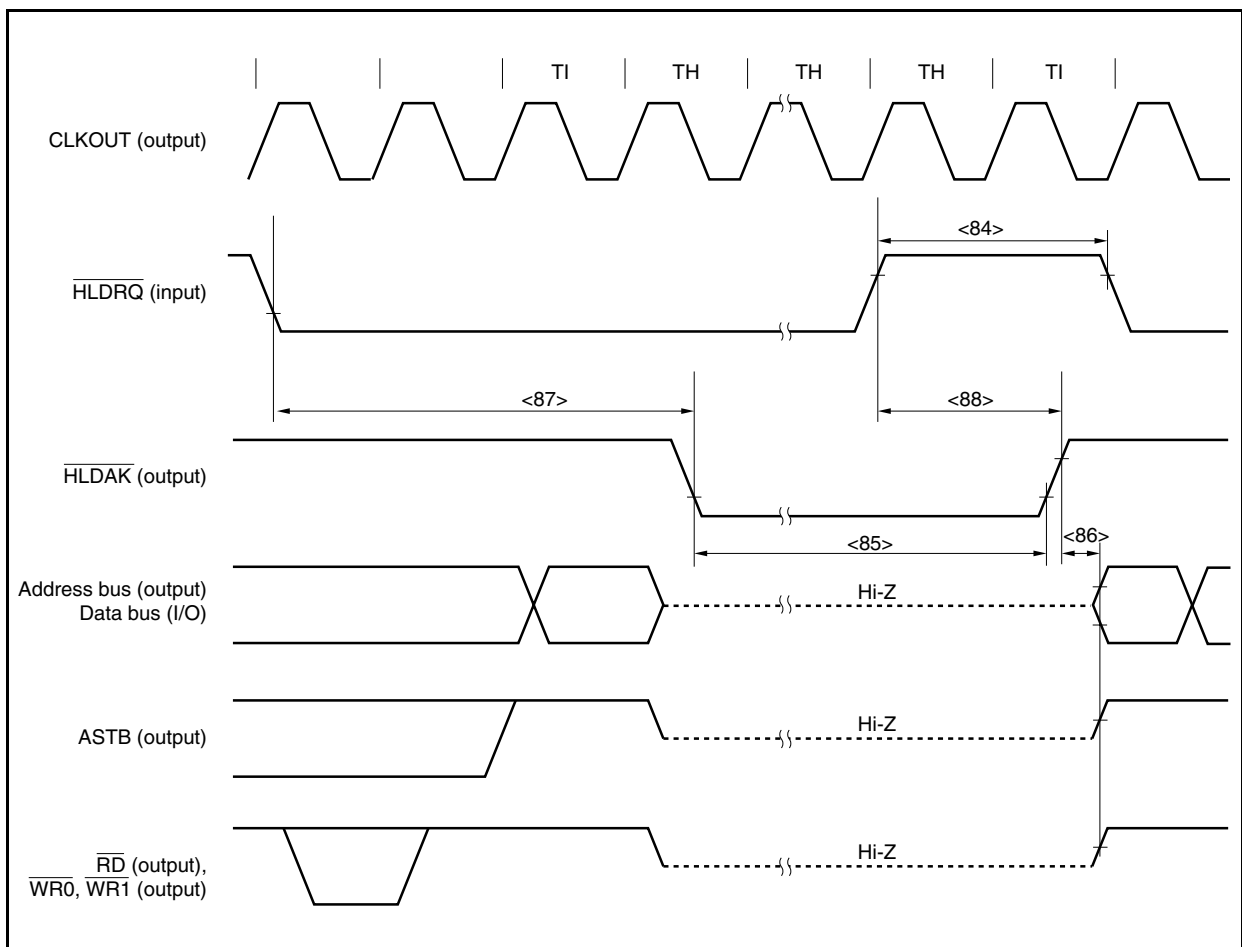 TI TH TH TH TI
CLKOUT (output)
<84>
HLDRQ (input)
<87> <88>
HLDAK (output)
<85> <86>
Address bus (output)
Data bus (I/O)
Hi-Z
ASTB (output)
Hi-Z
RD (output),
WR0, WR1 (output)
Hi-Z